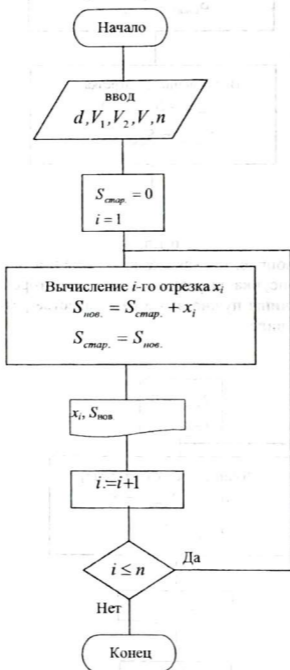 Начало
ввод
d, V₁, V₂, V, n
Sстар. = 0
i = 1
Вычисление i-го отрезка xᵢ
Sнов. = Sстар. + xᵢ
Sстар. = Sнов.
xᵢ, Sнов
i:=i+1
i ≤ n
Да
Нет
Конец